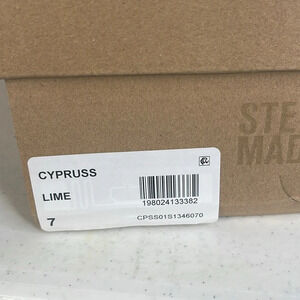 STE
MAD
CYPRUSS
LIME
198024133382
7
CPSS01S1346070